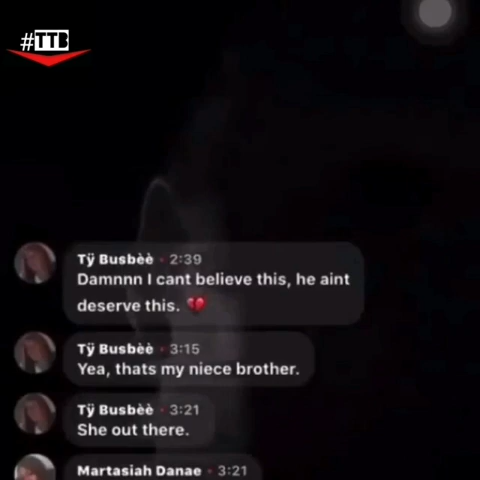 #TTB
Tÿ Busbèè • 2:39
Damnnn I cant believe this, he aint
deserve this. 💔
Tÿ Busbèè • 3:15
Yea, thats my niece brother.
Tÿ Busbèè • 3:21
She out there.
Martasiah Danae • 3:21